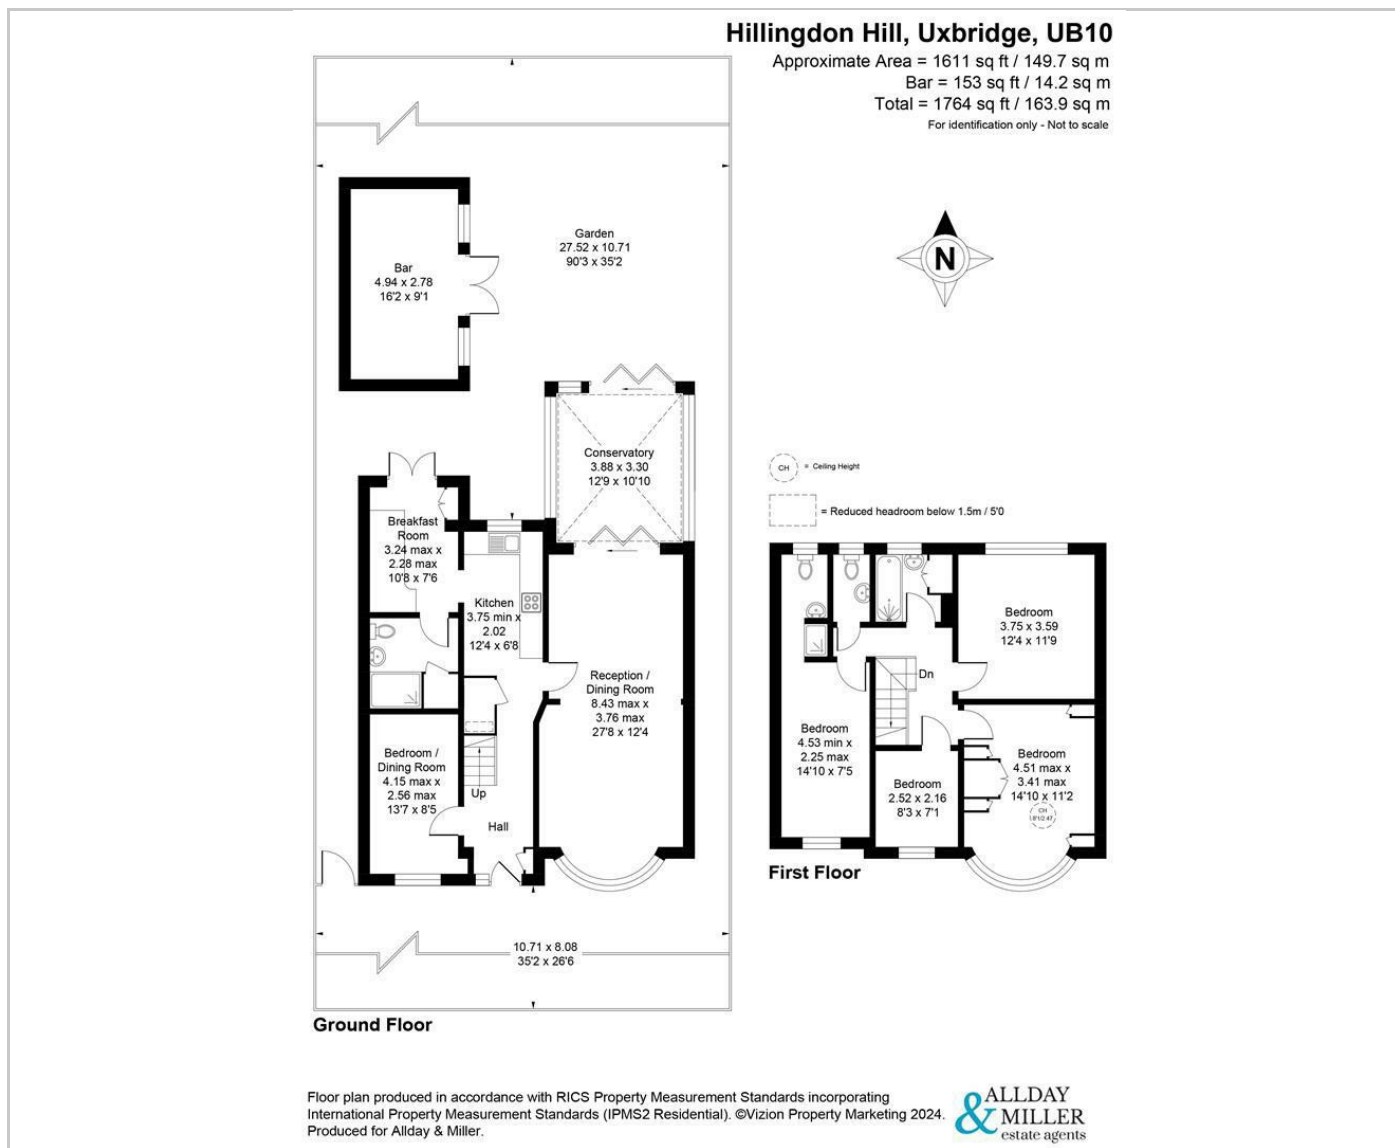 Hillingdon Hill, Uxbridge, UB10
Approximate Area = 1611 sq ft / 149.7 sq m
Bar = 153 sq ft / 14.2 sq m
Total = 1764 sq ft / 163.9 sq m
For identification only - Not to scale
Garden
27.52 x 10.71
90'3 x 35'2
Bar
4.94 x 2.78
16'2 x 9'1
N
Conservatory
3.88 x 3.30
12'9 x 10'10
CH = Ceiling Height
= Reduced headroom below 1.5m / 5'0
Breakfast
Room
3.24 max x
2.28 max
10'8 x 7'6
Kitchen
3.75 min x
2.02
12'4 x 6'8
Reception /
Dining Room
8.43 max x
3.76 max
27'8 x 12'4
Bedroom /
Dining Room
4.15 max x
2.56 max
13'7 x 8'5
Up
Hall
10.71 x 8.08
35'2 x 26'6
Ground Floor
Bedroom
3.75 x 3.59
12'4 x 11'9
Dn
Bedroom
4.53 min x
2.25 max
14'10 x 7'5
Bedroom
2.52 x 2.16
8'3 x 7'1
Bedroom
4.51 max x
3.41 max
14'10 x 11'2
CH
8'1/2.47
First Floor
Floor plan produced in accordance with RICS Property Measurement Standards incorporating
International Property Measurement Standards (IPMS2 Residential). ©Vizion Property Marketing 2024.
Produced for Allday & Miller.
ALLDAY
& MILLER
estate agents